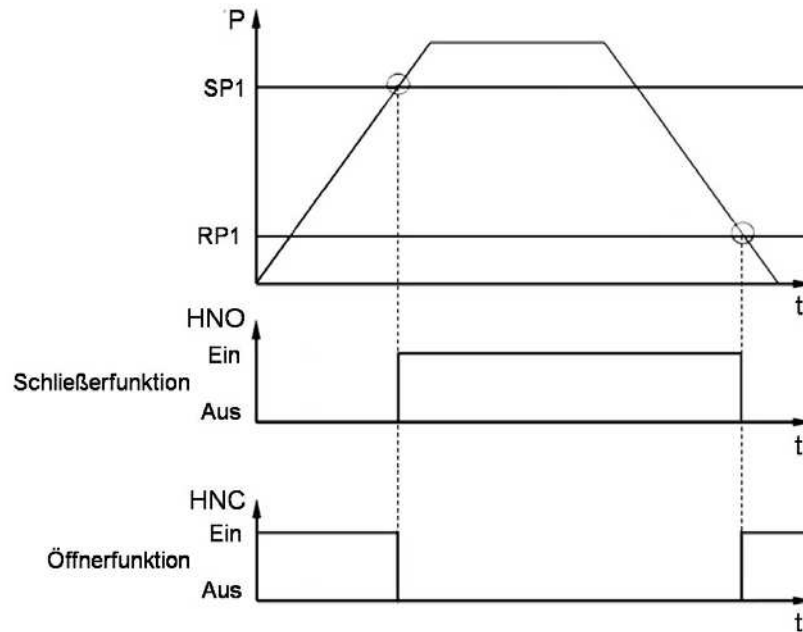 P
SP1
RP1
t
HNO
Ein
Schließerfunktion
Aus
t
HNC
Ein
Öffnerfunktion
Aus
t